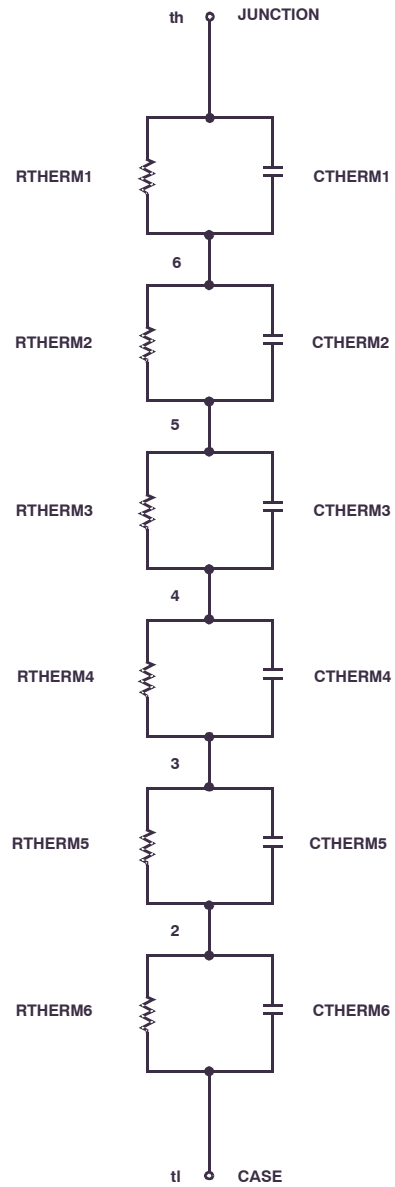 th JUNCTION
RTHERM1 CTHERM1
6
RTHERM2 CTHERM2
5
RTHERM3 CTHERM3
4
RTHERM4 CTHERM4
3
RTHERM5 CTHERM5
2
RTHERM6 CTHERM6
tl CASE